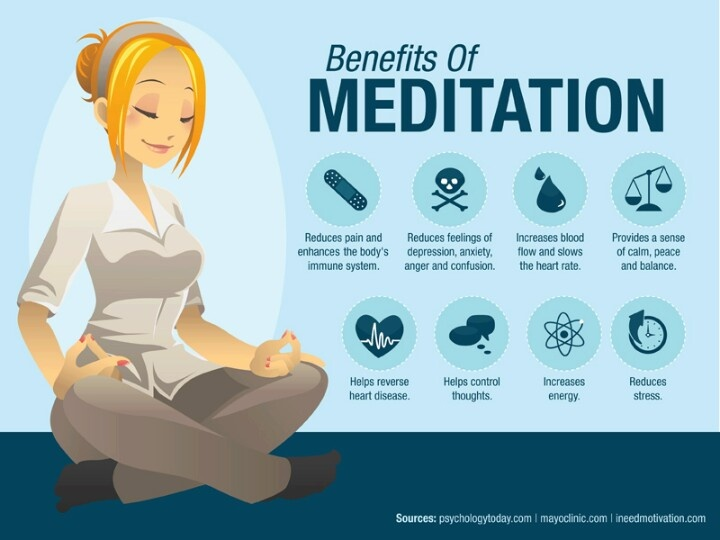 Benefits Of
MEDITATION
Reduces pain and
enhances the body's
immune system.
Reduces feelings of
depression, anxiety,
anger and confusion.
Increases blood
flow and slows
the heart rate.
Provides a sense
of calm, peace
and balance.
Helps reverse
heart disease.
Helps control
thoughts.
Increases
energy.
Reduces
stress.
Sources: psychologytoday.com | mayoclinic.com | ineedmotivation.com